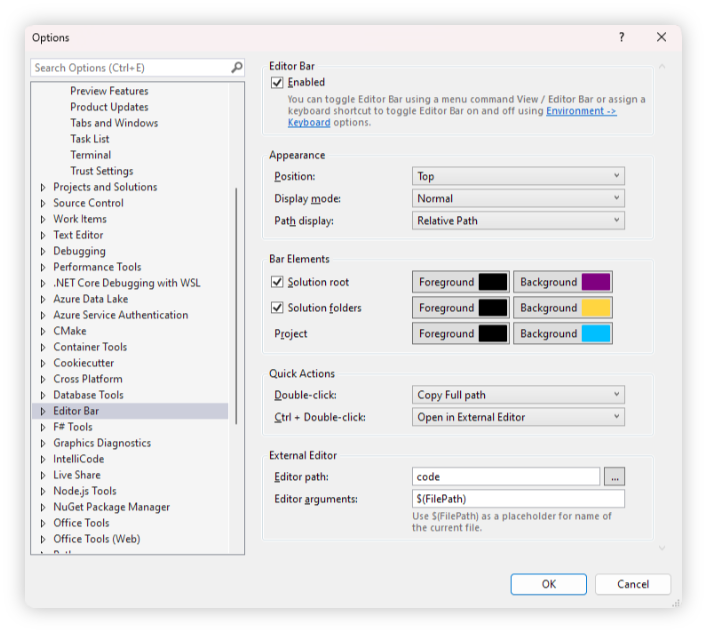 Options
?
Search Options (Ctrl+E)
Preview Features
Product Updates
Tabs and Windows
Task List
Terminal
Trust Settings
Projects and Solutions
Source Control
Work Items
Text Editor
Debugging
Performance Tools
.NET Core Debugging with WSL
Azure Data Lake
Azure Service Authentication
CMake
Container Tools
Cookiecutter
Cross Platform
Database Tools
Editor Bar
F# Tools
Graphics Diagnostics
IntelliCode
Live Share
Node.js Tools
NuGet Package Manager
Office Tools
Office Tools (Web)
Editor Bar
Enabled
You can toggle Editor Bar using a menu command View / Editor Bar or assign a
keyboard shortcut to toggle Editor Bar on and off using Environment ->
Keyboard options.
Appearance
Position: Top
Display mode: Normal
Path display: Relative Path
Bar Elements
Solution root Foreground Background
Solution folders Foreground Background
Project Foreground Background
Quick Actions
Double-click: Copy Full path
Ctrl + Double-click: Open in External Editor
External Editor
Editor path: code ...
Editor arguments: $(FilePath)
Use $(FilePath) as a placeholder for name of
the current file.
OK Cancel